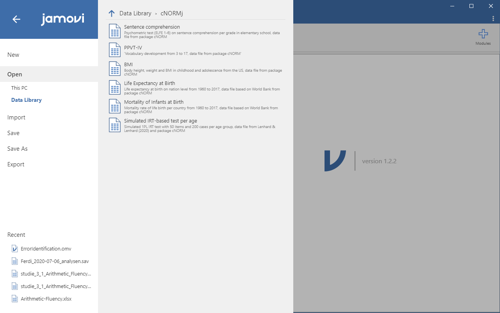 jamovi
New
Open
This PC
Data Library
Import
Save
Save As
Export
Recent
Ferdi_2020-07-06_analysen.sav
studie_3_1_Arithmetic_Fluency...
studie_3_1_Arithmetic_Fluency...
Arithmetic-Fluency.xlsx
Data Library › cNORMj
Sentence comprehension
Psychometric test (ELFE 1-6) on sentence comprehension per grade in elementary school, data
file from package cNORM
PPVT-IV
Vocabulary development from 3 to 17, data file from package cNORM
BMI
Body height, weight and BMI in childhood and adolescence from the CDC, data file from package
cNORM
Life Expectancy at Birth
Life expectancy at birth on nation level from 1960 to 2017, data file based on World Bank from
package cNORM
Mortality of Infants at Birth
Mortality rate of life birth per country from 1960 to 2017, data file based on World Bank from
package cNORM
Simulated IRT-based test per age
Simulated 1PL IRT test with 50 items and 200 cases per age group, data file from Lenhard &
Lenhard (2020) and package cNORM
Modules
version 1.2.2